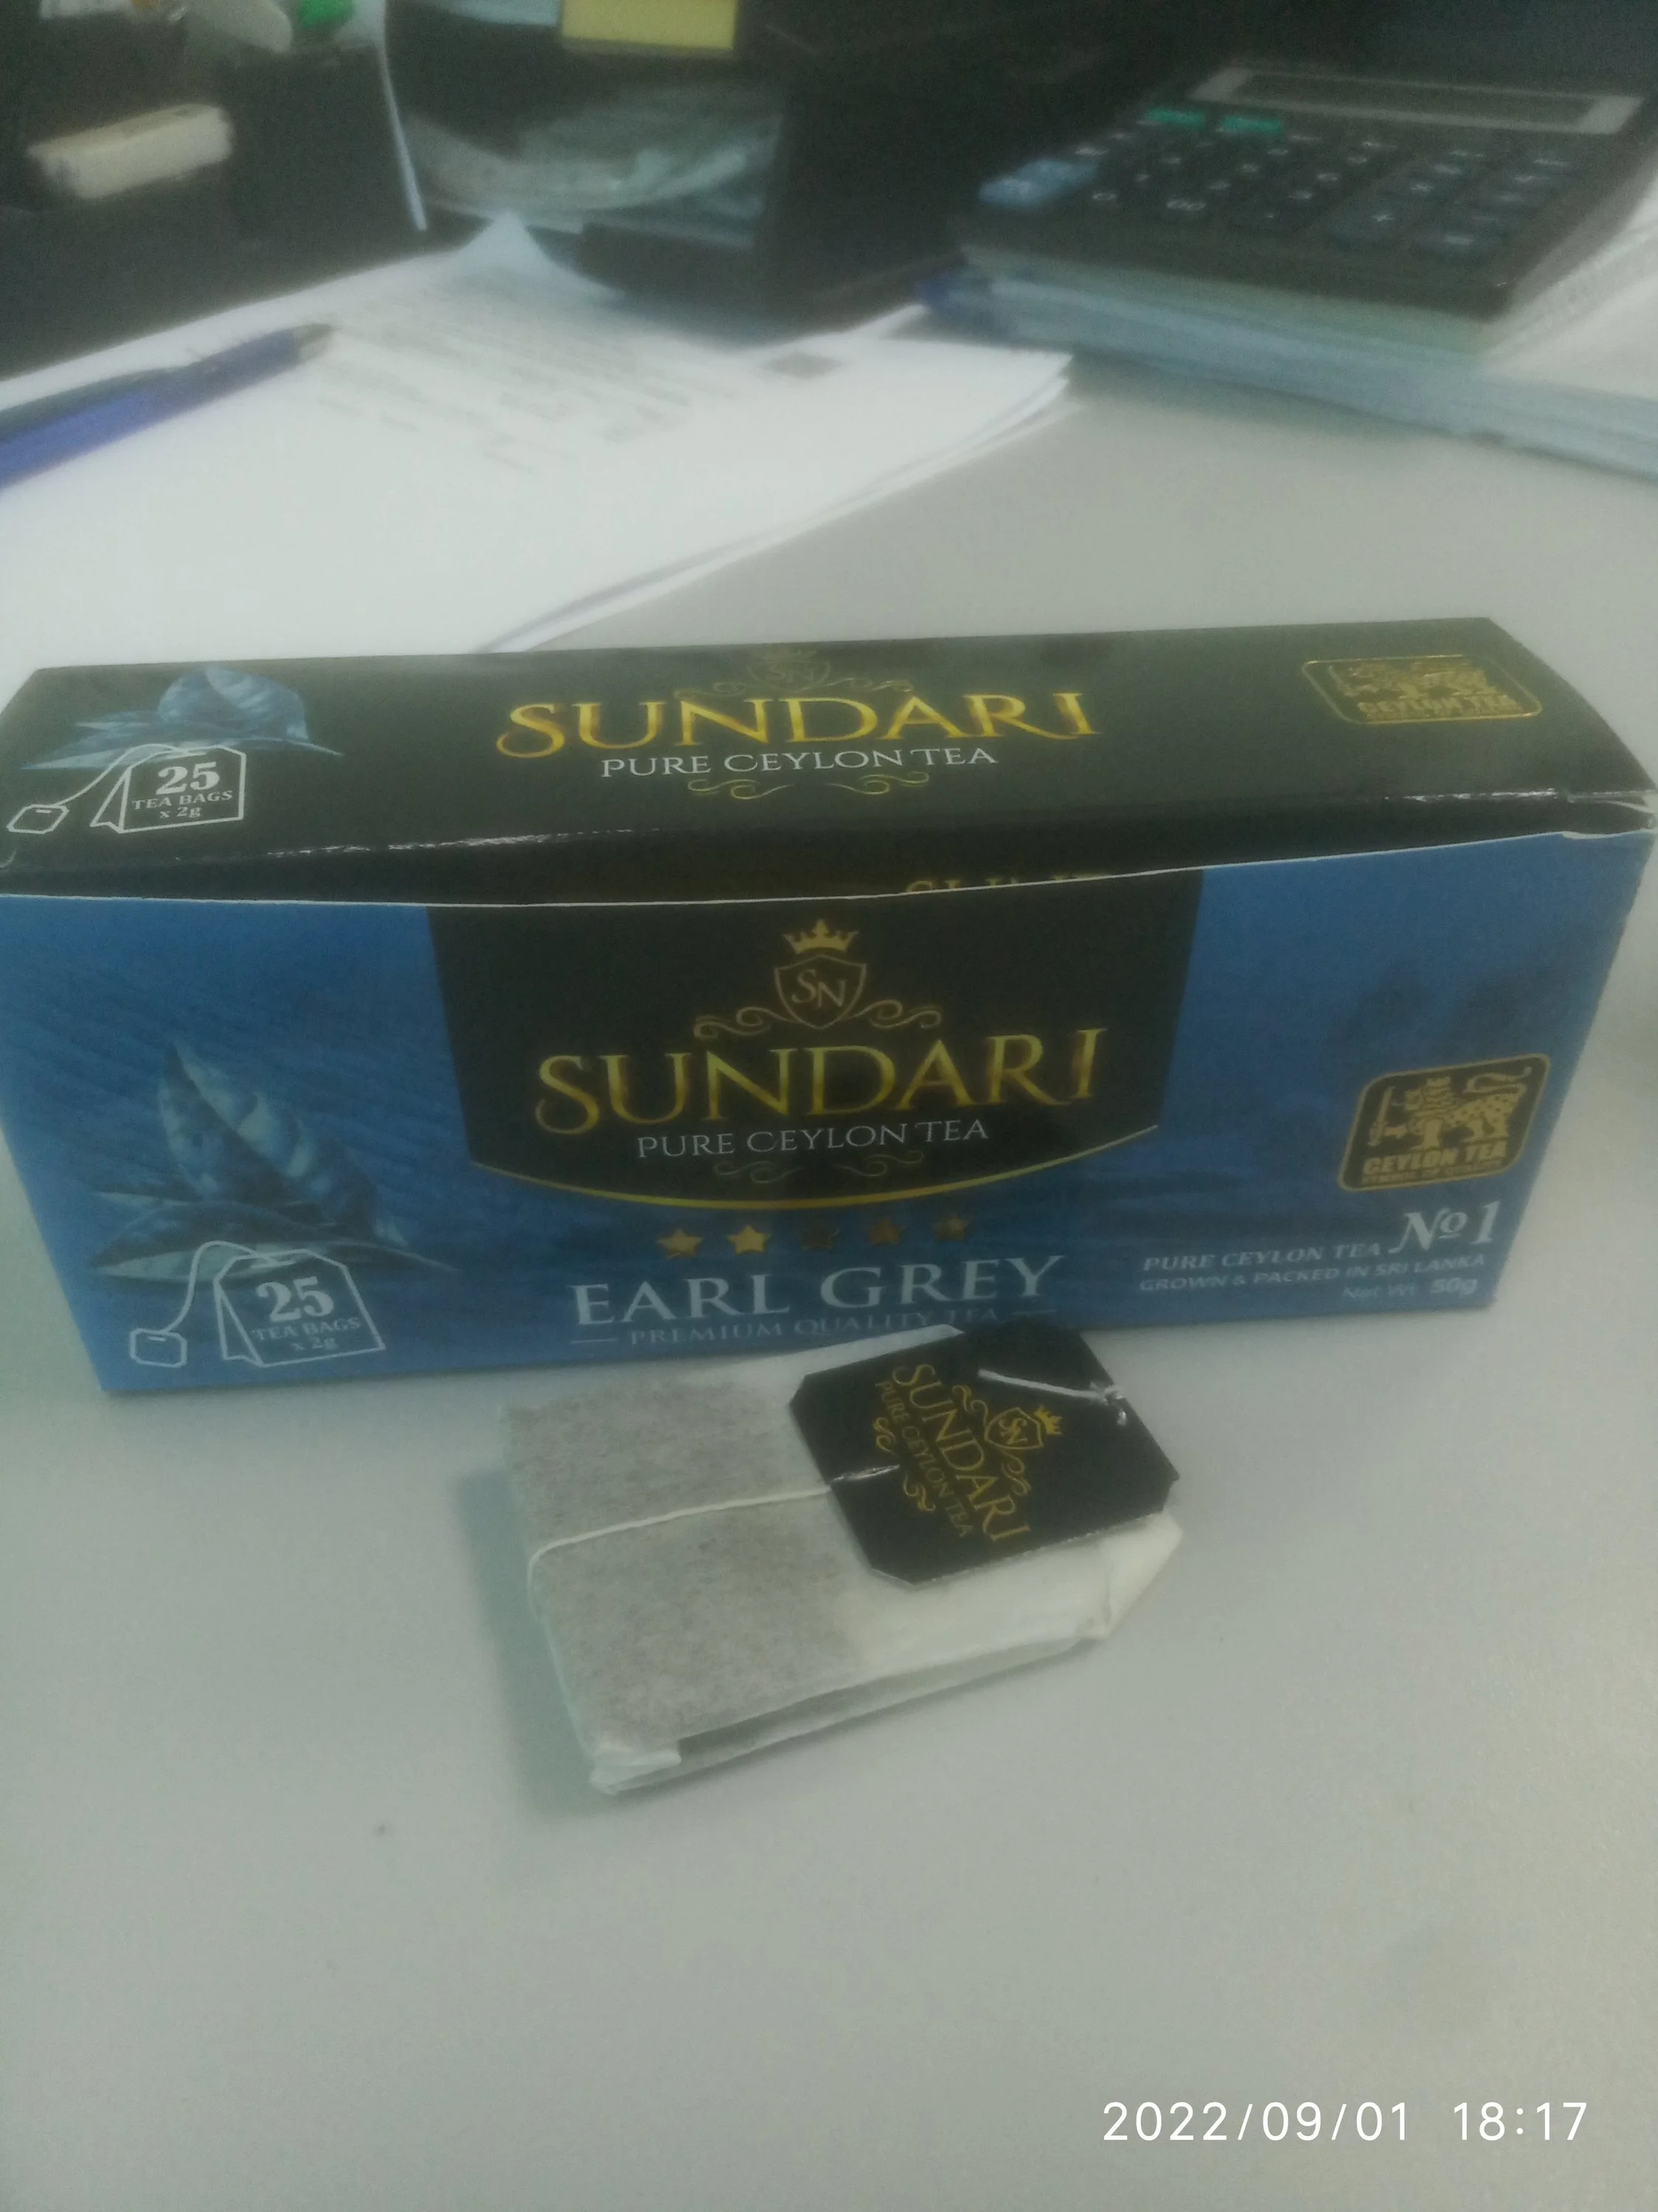 SN
SUNDARI
PURE CEYLON TEA
CEYLON TEA
25
TEA BAGS
x 2g
SN
SUNDARI
PURE CEYLON TEA
CEYLON TEA
EARL GREY
PREMIUM QUALITY TEA
25
TEA BAGS
x 2g
PURE CEYLON TEA №1
GROWN & PACKED IN SRI LANKA
Net Wt. 50g
SN
SUNDARI
PURE CEYLON TEA
2022/09/01 18:17